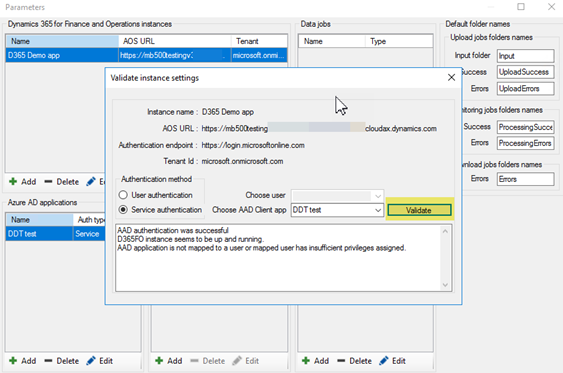 Parameters
Dynamics 365 for Finance and Operations instances
Name AOS URL Tenant
D365 Demo app https://mb500testingv microsoft.onmi...
Add Delete Edit
Data jobs
Name Type
Default folder names
Upload jobs folders names
Input folder Input
Success UploadSuccess
Errors UploadErrors
nitoring jobs folders names
Success ProcessingSucce
Errors ProcessingErrors
wnload jobs folders names
Errors Errors
Validate instance settings
Instance name : D365 Demo app
AOS URL : https://mb500testing cloudax.dynamics.com
Authentication endpoint : https://login.microsoftonline.com
Tenant Id : microsoft.onmicrosoft.com
Authentication method
User authentication Choose user
Service authentication Choose AAD Client app DDT test Validate
AAD authentication was successful
D365FO instance seems to be up and running.
AAD application is not mapped to a user or mapped user has insufficient privileges assigned.
Azure AD applications
Name Auth typ
DDT test Service
Add Delete Edit
Add Delete Edit
Add Delete Edit